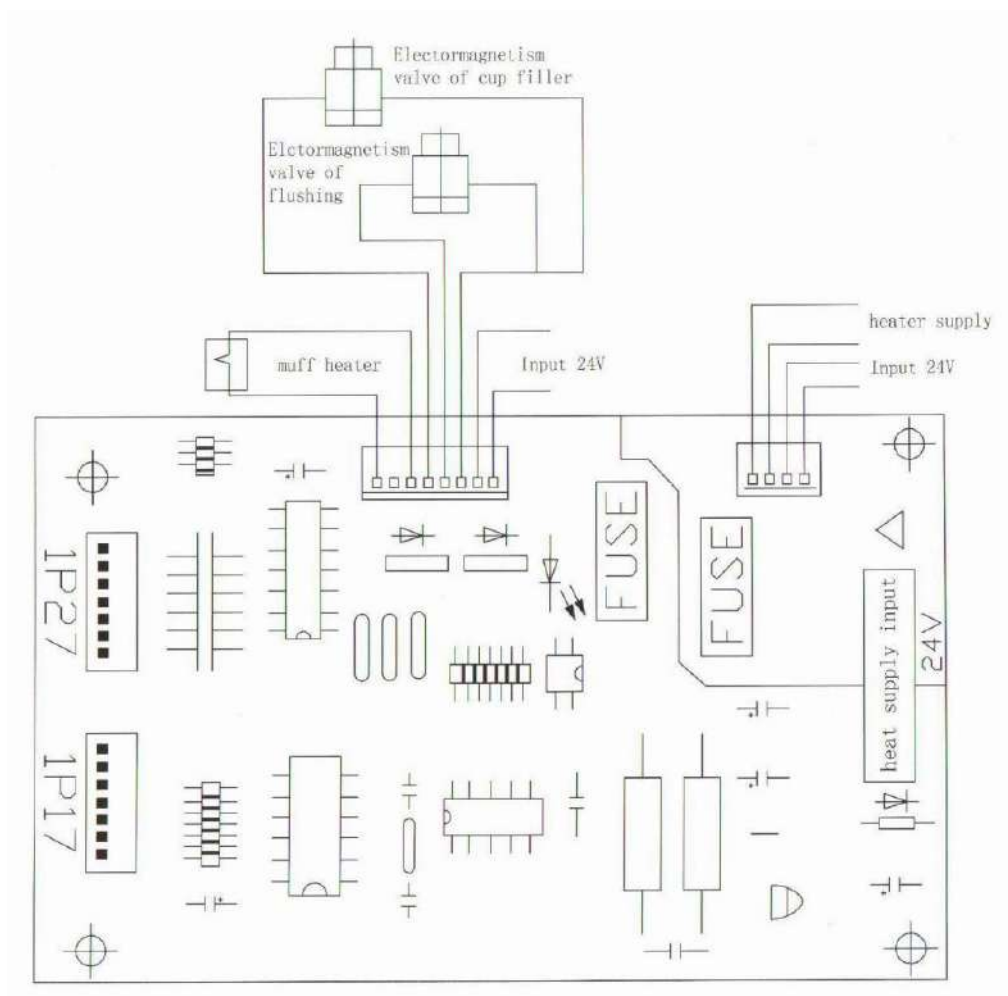 Electormagnetism
valve of cup filler
Elctormagnetism
valve of
flushing
heater supply
muff heater
Input 24V
Input 24V
FUSE
FUSE
1P27
heat supply input
24V
1P17